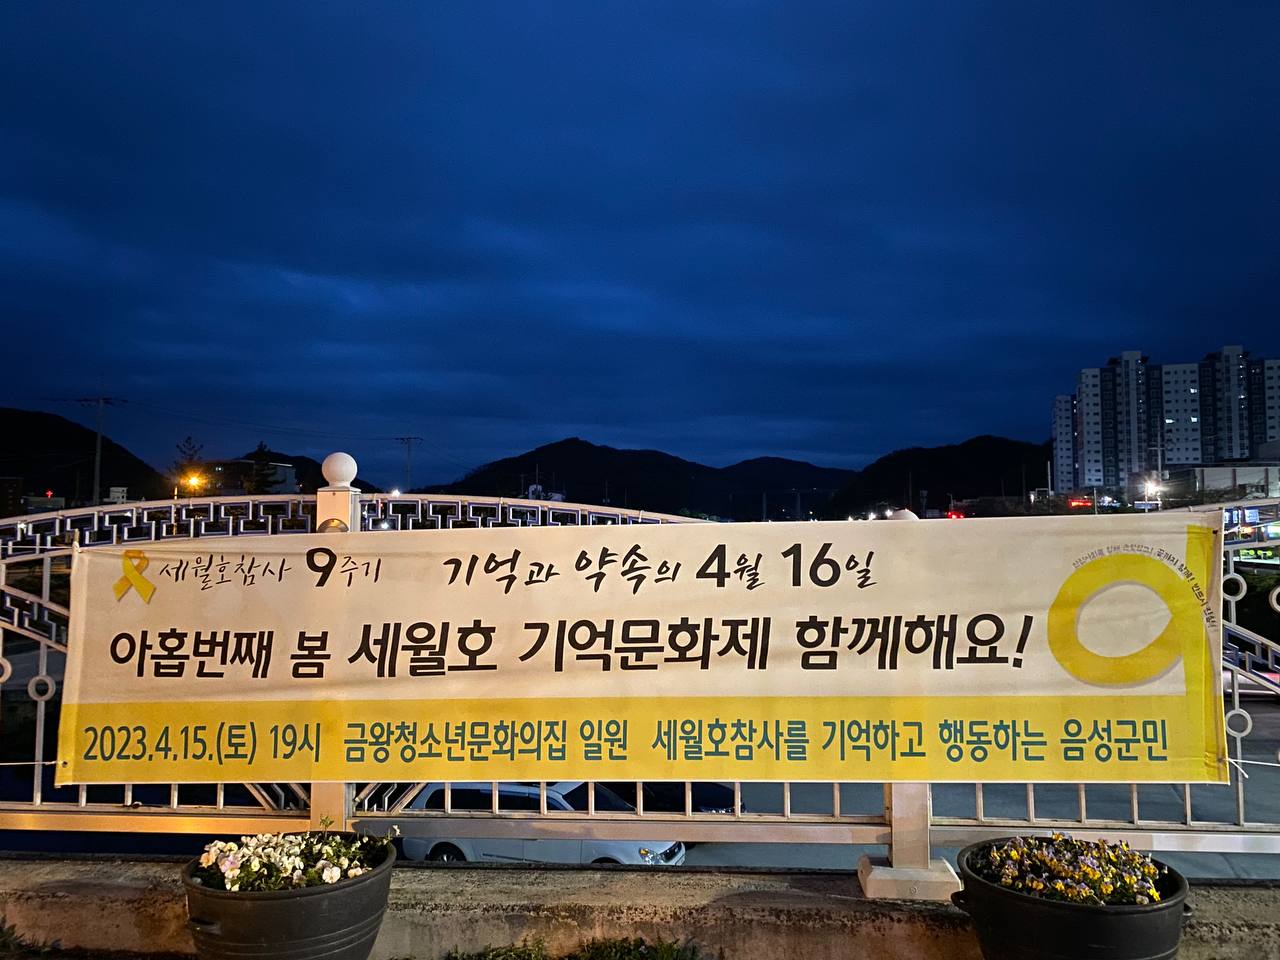 세월호참사 9주기 기억과 약속의 4월 16일
아홉번째 봄 세월호 기억문화제 함께해요!
2023.4.15.(토) 19시 금왕청소년문화의집 일원 세월호참사를 기억하고 행동하는 음성군민